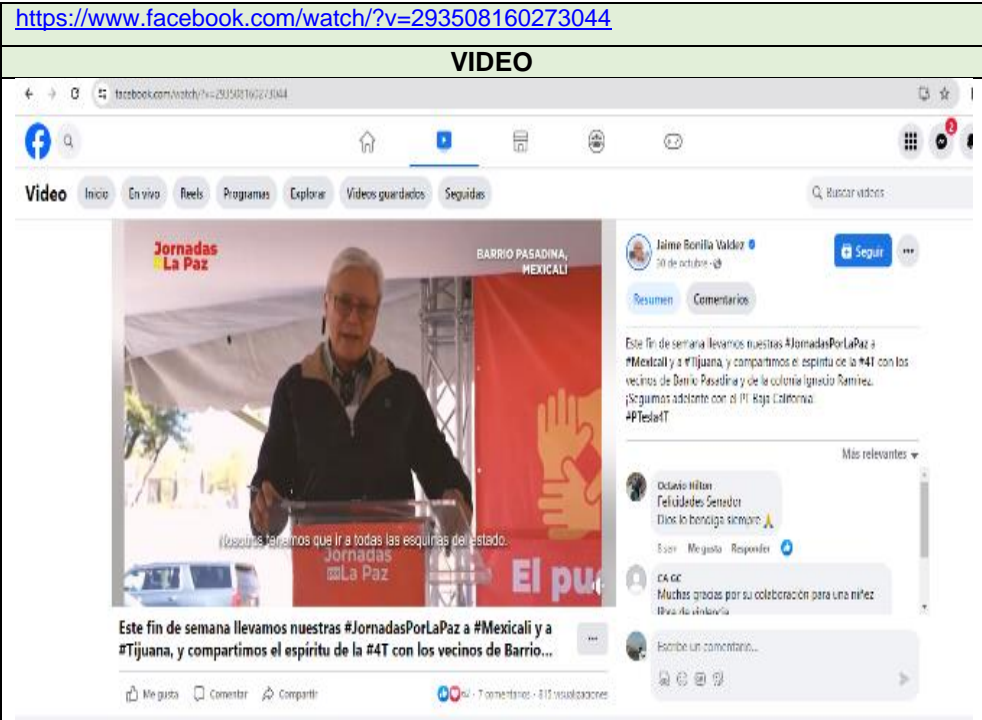 https://www.facebook.com/watch/?v=293508160273044
VIDEO
facebook.com/watch/?v=293508160273044
2
Video
Inicio
En vivo
Reels
Programas
Explorar
Videos guardados
Seguidas
Buscar videos
Jornadas
La Paz
BARRIO PASADINA,
MEXICALI
Nosotros tenemos que ir a todas las esquinas del estado.
Jornadas
La Paz
El pu
Jaime Bonilla Valdez
30 de octubre
Seguir
Resumen
Comentarios
Este fin de semana llevamos nuestras #JornadasPorLaPaz a
#Mexicali y a #Tijuana, y compartimos el espíritu de la #4T con los
vecinos de Barrio Pasadina y de la colonia Ignacio Ramírez.
¡Seguimos adelante con el PT Baja California
#PTesla4T
Más relevantes
Octavio Hilton
Felicidades Senador
Dios lo bendiga siempre 🙏
8 sem Me gusta Responder
CA GC
Muchas gracias por su colaboración para una niñez
libre de violencia
Escribe un comentario...
Este fin de semana llevamos nuestras #JornadasPorLaPaz a #Mexicali y a
#Tijuana, y compartimos el espíritu de la #4T con los vecinos de Barrio...
Me gusta
Comentar
Compartir
7 comentarios · 815 visualizaciones